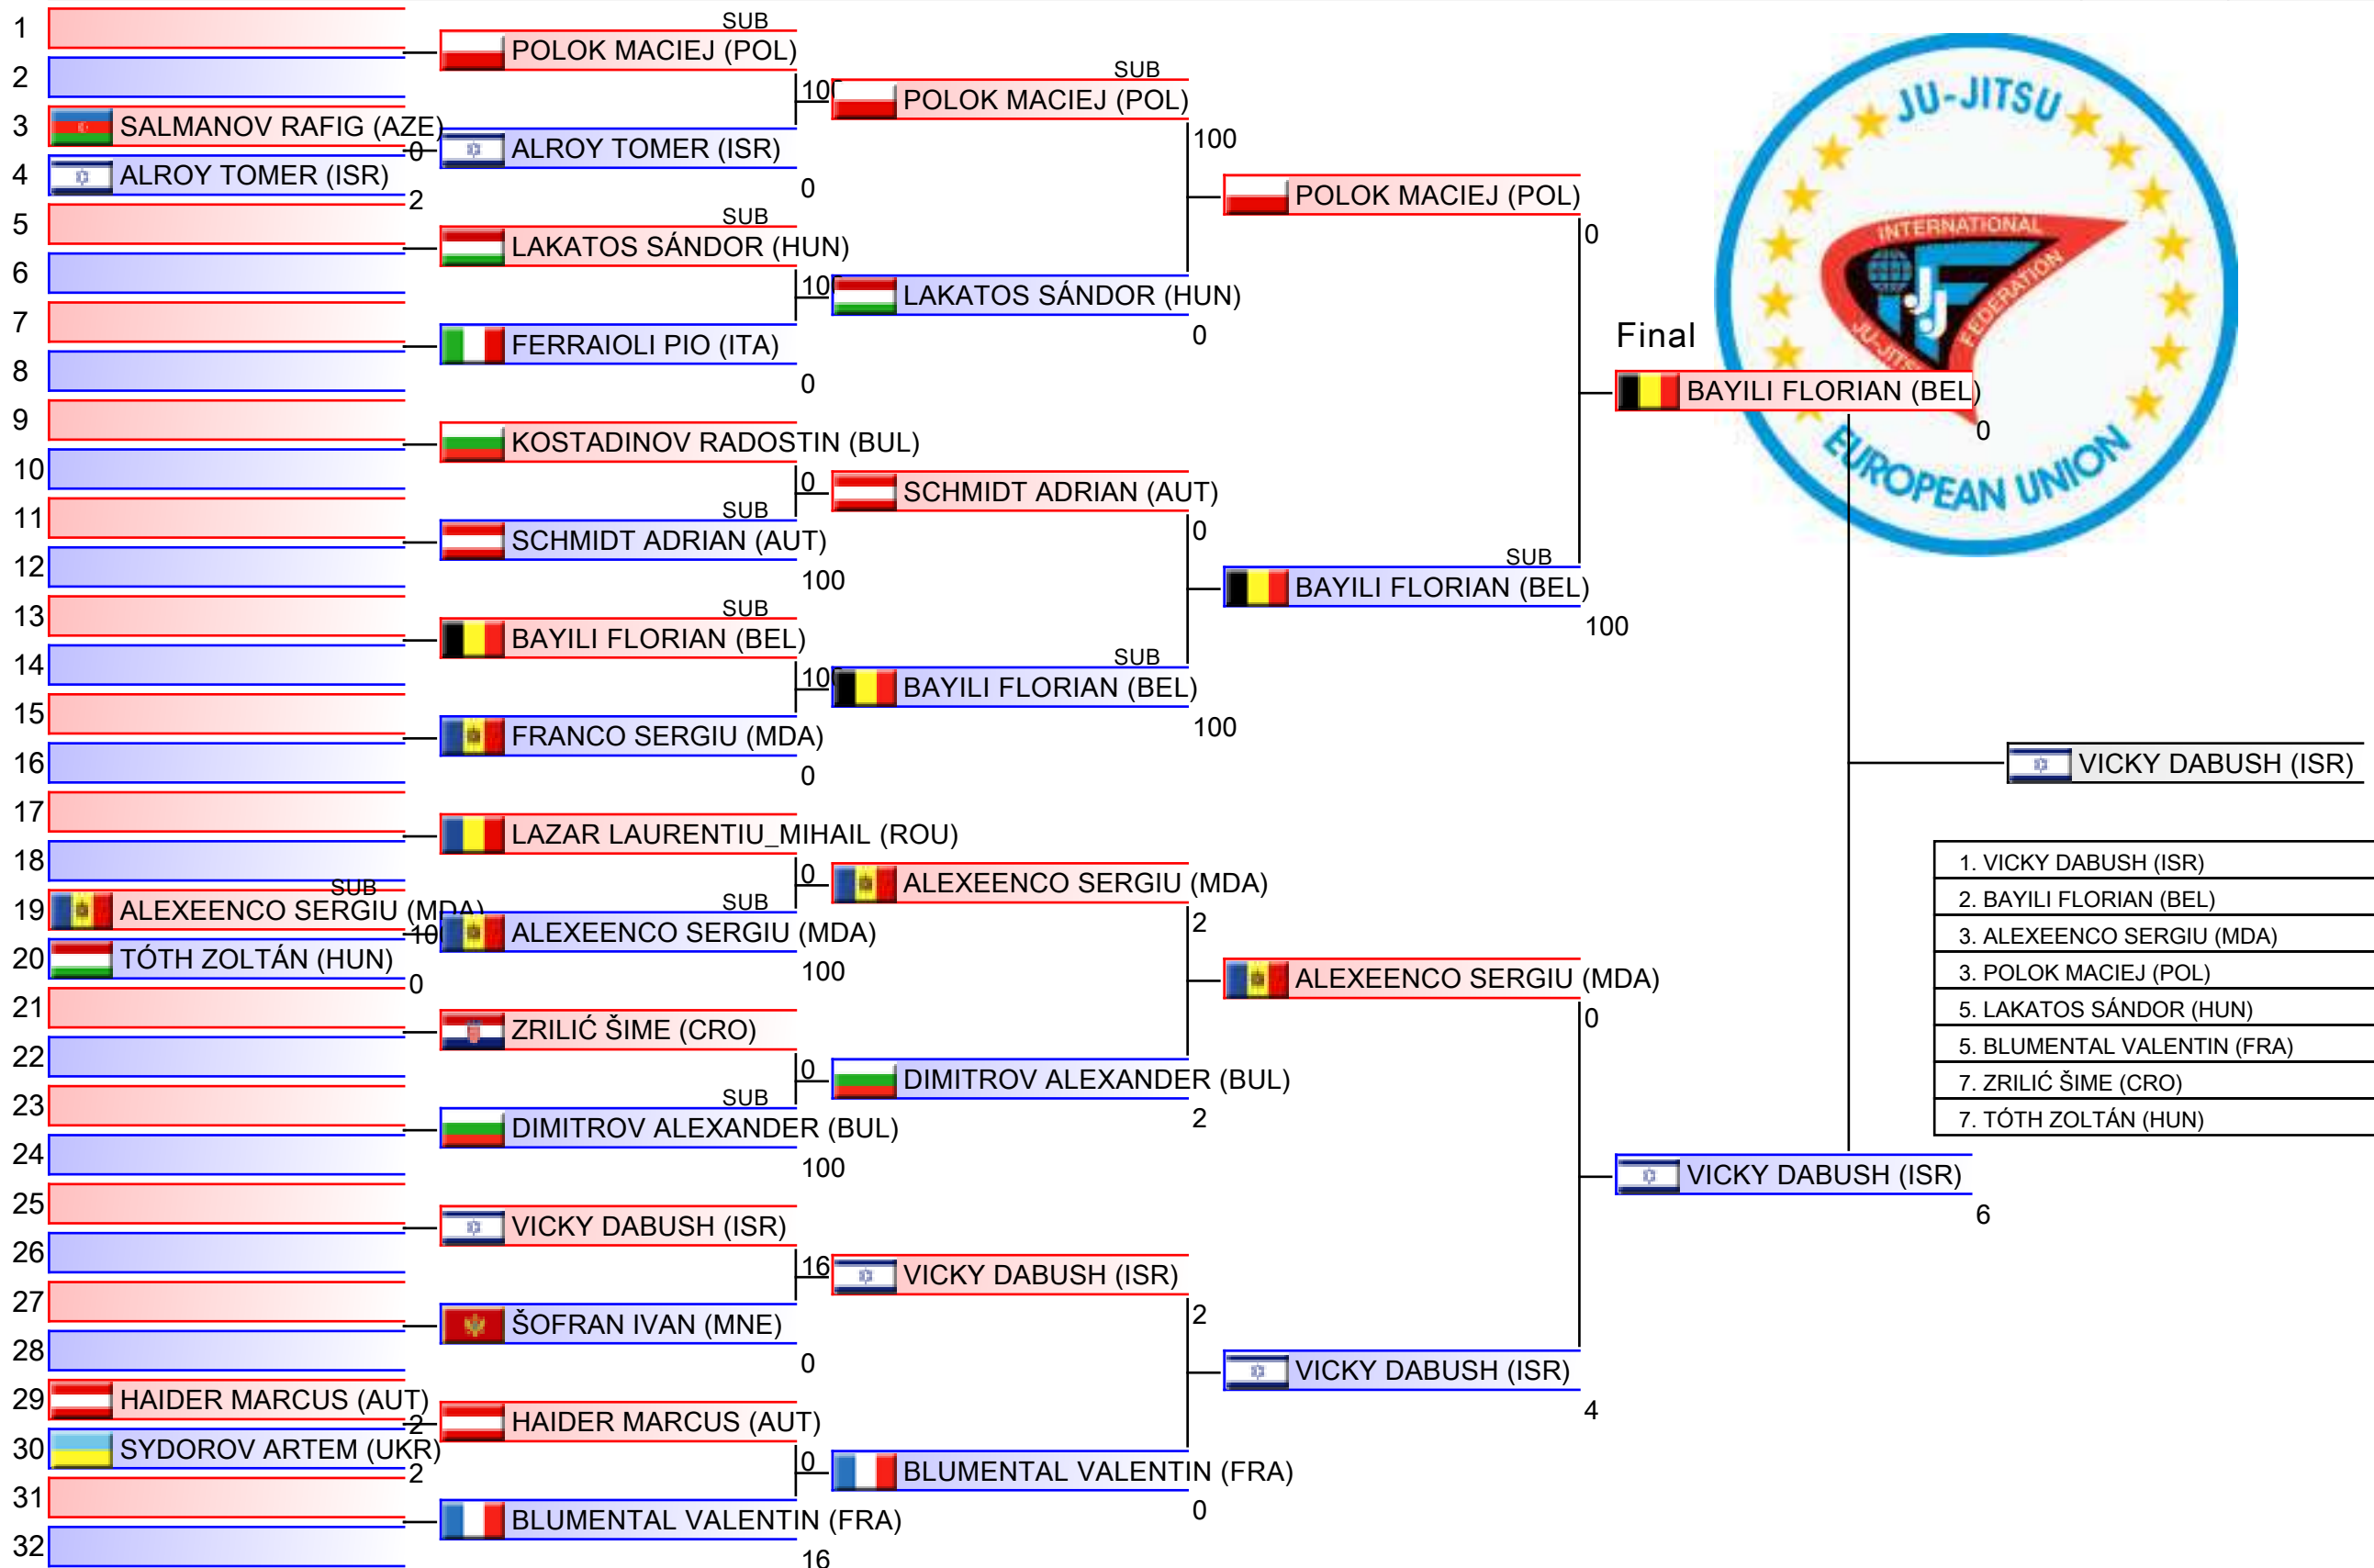 1
SUB
POLOK MACIEJ (POL)
2
10
SUB
POLOK MACIEJ (POL)
3
SALMANOV RAFIG (AZE)
0
ALROY TOMER (ISR)
0
100
4
ALROY TOMER (ISR)
2
POLOK MACIEJ (POL)
0
5
SUB
LAKATOS SÁNDOR (HUN)
6
10
LAKATOS SÁNDOR (HUN)
0
7
FERRAIOLI PIO (ITA)
0
8
Final
BAYILI FLORIAN (BEL)
0
9
KOSTADINOV RADOSTIN (BUL)
10
0
SCHMIDT ADRIAN (AUT)
0
11
SUB
SCHMIDT ADRIAN (AUT)
100
12
SUB
BAYILI FLORIAN (BEL)
100
13
SUB
BAYILI FLORIAN (BEL)
14
10
SUB
BAYILI FLORIAN (BEL)
100
15
FRANCO SERGIU (MDA)
0
16
VICKY DABUSH (ISR)
17
LAZAR LAURENTIU_MIHAIL (ROU)
18
0
ALEXEENCO SERGIU (MDA)
2
19
SUB
ALEXEENCO SERGIU (MDA)
10
SUB
ALEXEENCO SERGIU (MDA)
100
20
TÓTH ZOLTÁN (HUN)
0
ALEXEENCO SERGIU (MDA)
0
21
ZRILIĆ ŠIME (CRO)
22
0
DIMITROV ALEXANDER (BUL)
2
23
SUB
DIMITROV ALEXANDER (BUL)
100
24
VICKY DABUSH (ISR)
6
25
VICKY DABUSH (ISR)
26
16
VICKY DABUSH (ISR)
2
27
ŠOFRAN IVAN (MNE)
0
28
VICKY DABUSH (ISR)
4
29
HAIDER MARCUS (AUT)
2
HAIDER MARCUS (AUT)
30
SYDOROV ARTEM (UKR)
2
0
BLUMENTAL VALENTIN (FRA)
0
31
BLUMENTAL VALENTIN (FRA)
16
32
JU-JITSU
INTERNATIONAL
FEDERATION
EUROPEAN UNION
1. VICKY DABUSH (ISR)
2. BAYILI FLORIAN (BEL)
3. ALEXEENCO SERGIU (MDA)
3. POLOK MACIEJ (POL)
5. LAKATOS SÁNDOR (HUN)
5. BLUMENTAL VALENTIN (FRA)
7. ZRILIĆ ŠIME (CRO)
7. TÓTH ZOLTÁN (HUN)